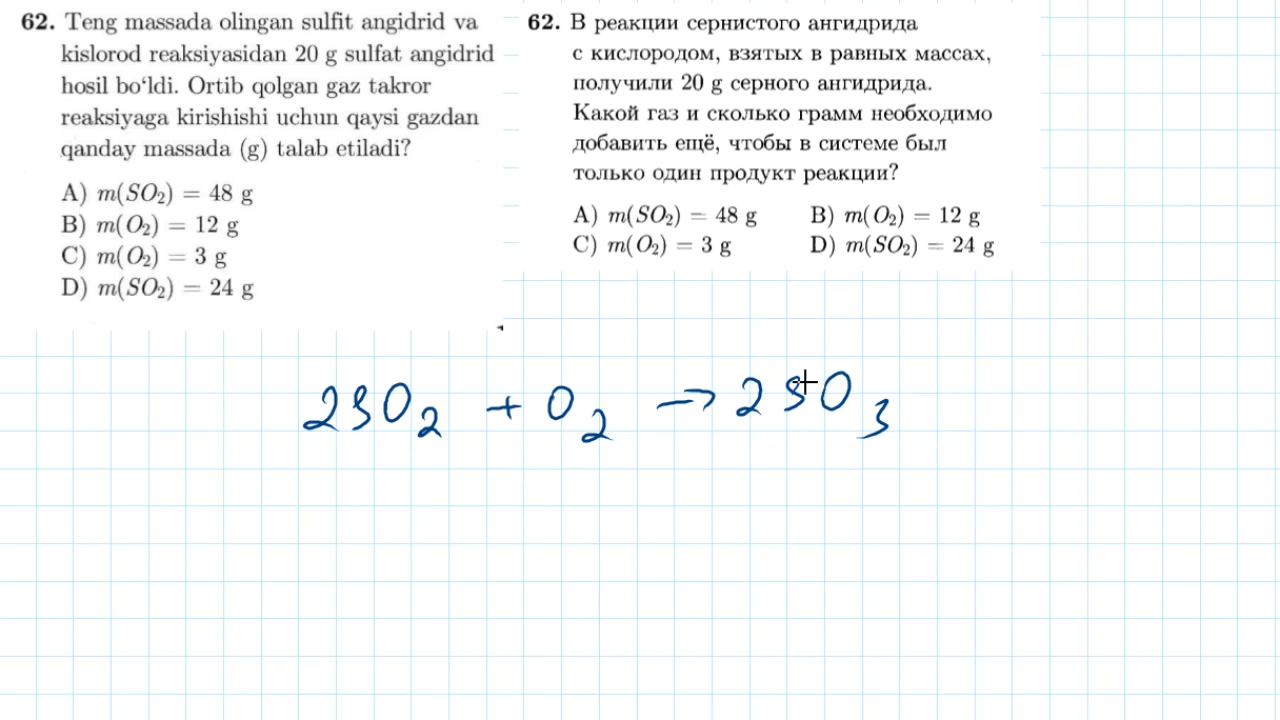 62. Teng massada olingan sulfit angidrid va
kislorod reaksiyasidan 20 g sulfat angidrid
hosil bo‘ldi. Ortib qolgan gaz takror
reaksiyaga kirishishi uchun qaysi gazdan
qanday massada (g) talab etiladi?
A) m(SO₂) = 48 g
B) m(O₂) = 12 g
C) m(O₂) = 3 g
D) m(SO₂) = 24 g
62. В реакции сернистого ангидрида
с кислородом, взятых в равных массах,
получили 20 g серного ангидрида.
Какой газ и сколько грамм необходимо
добавить ещё, чтобы в системе был
только один продукт реакции?
A) m(SO₂) = 48 g B) m(O₂) = 12 g
C) m(O₂) = 3 g D) m(SO₂) = 24 g
2SO₂ + O₂ → 2SO₃